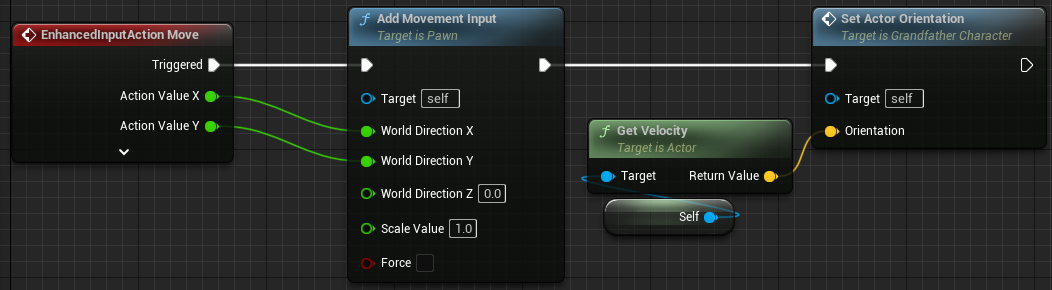 EnhancedInputAction Move
Triggered
Action Value X
Action Value Y
f Add Movement Input
Target is Pawn
Target self
World Direction X
World Direction Y
World Direction Z 0.0
Scale Value 1.0
Force
f Get Velocity
Target is Actor
Target Return Value
Self
Set Actor Orientation
Target is Grandfather Character
Target self
Orientation